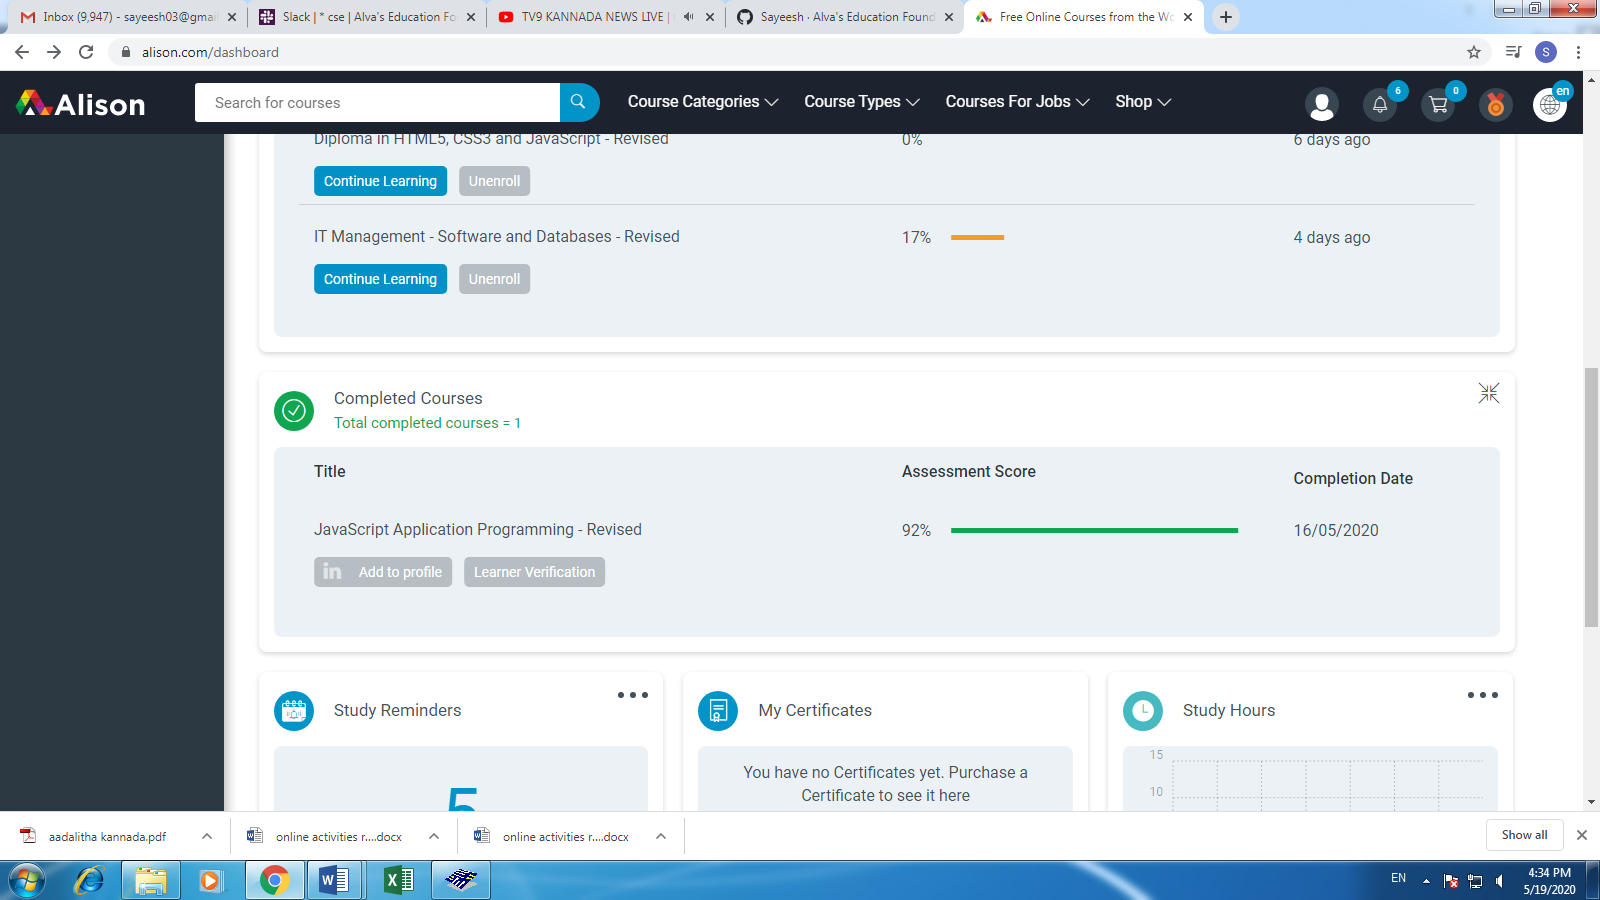 Inbox (9,947) - sayeesh03@gmai
Slack | * cse | Alva's Education Fo
TV9 KANNADA NEWS LIVE |
Sayeesh · Alva's Education Found
Free Online Courses from the Wo
alison.com/dashboard
S
Alison
Search for courses
Course Categories
Course Types
Courses For Jobs
Shop
6
0
en
Diploma in HTML5, CSS3 and JavaScript - Revised
0%
6 days ago
Continue Learning
Unenroll
IT Management - Software and Databases - Revised
17%
4 days ago
Continue Learning
Unenroll
Completed Courses
Total completed courses = 1
Title
Assessment Score
Completion Date
JavaScript Application Programming - Revised
92%
16/05/2020
in Add to profile
Learner Verification
Study Reminders
My Certificates
Study Hours
5
You have no Certificates yet. Purchase a
Certificate to see it here
15
10
aadalitha kannada.pdf
online activities r....docx
online activities r....docx
Show all
EN
4:34 PM
5/19/2020